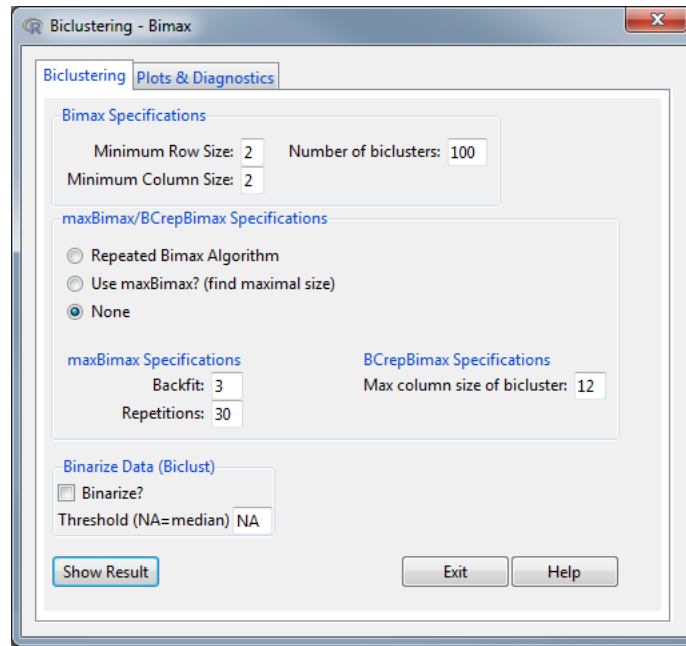 Biclustering - Bimax
Biclustering Plots & Diagnostics
Bimax Specifications
Minimum Row Size: 2 Number of biclusters: 100
Minimum Column Size: 2
maxBimax/BCrepBimax Specifications
Repeated Bimax Algorithm
Use maxBimax? (find maximal size)
None
maxBimax Specifications BCrepBimax Specifications
Backfit: 3 Max column size of bicluster: 12
Repetitions: 30
Binarize Data (Biclust)
Binarize?
Threshold (NA=median) NA
Show Result Exit Help